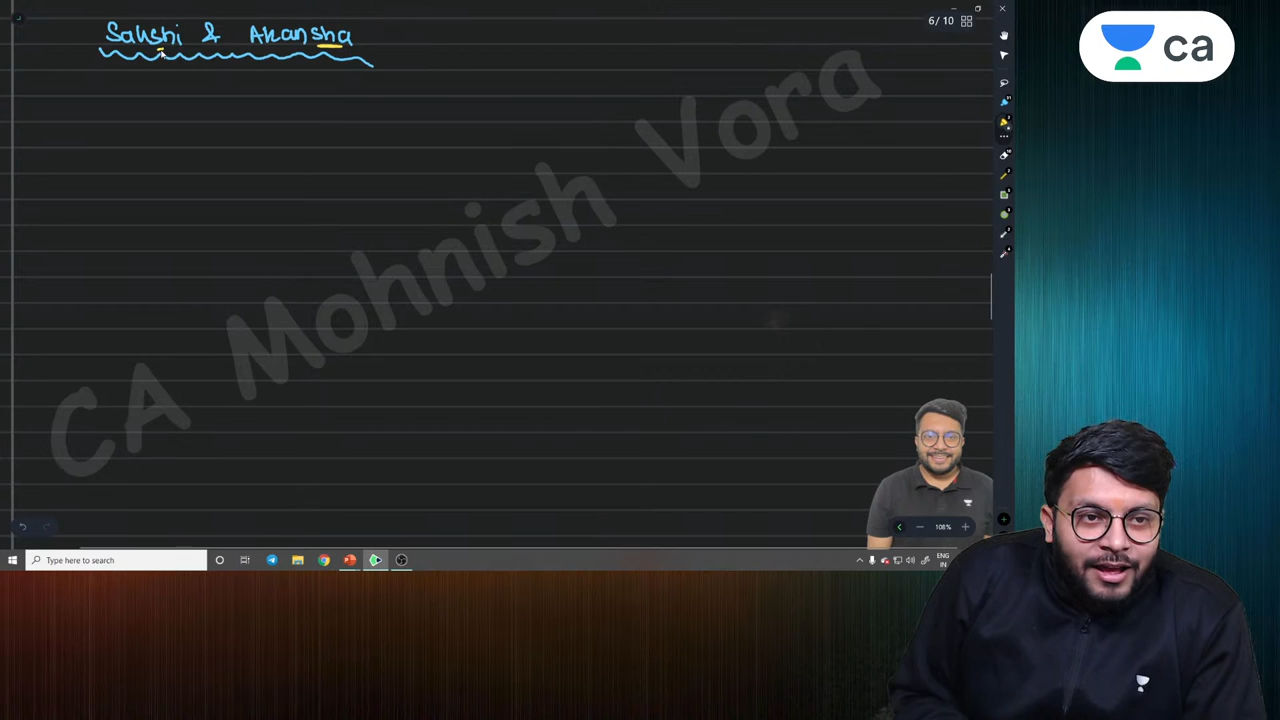 Sakshi & Akansha
6/10
ca
CA Mohnish Vora
108%
Type here to search
ENG
IN